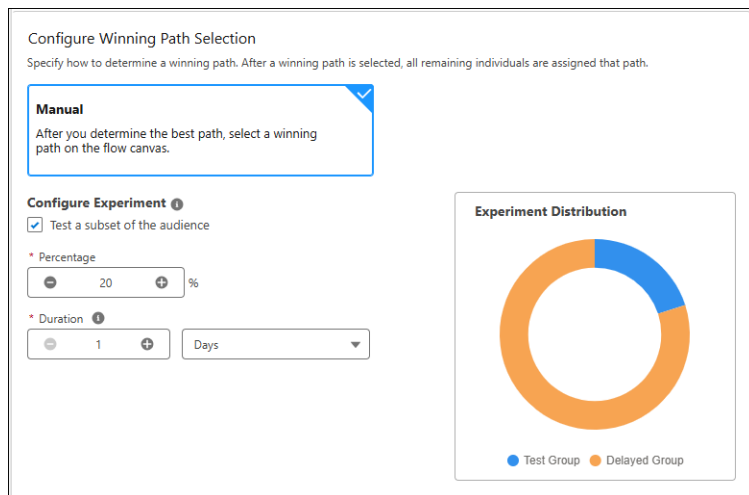 Configure Winning Path Selection
Specify how to determine a winning path. After a winning path is selected, all remaining individuals are assigned that path.
Manual
After you determine the best path, select a winning
path on the flow canvas.
Configure Experiment
Test a subset of the audience
* Percentage
20 %
* Duration
1 Days
Experiment Distribution
Test Group Delayed Group